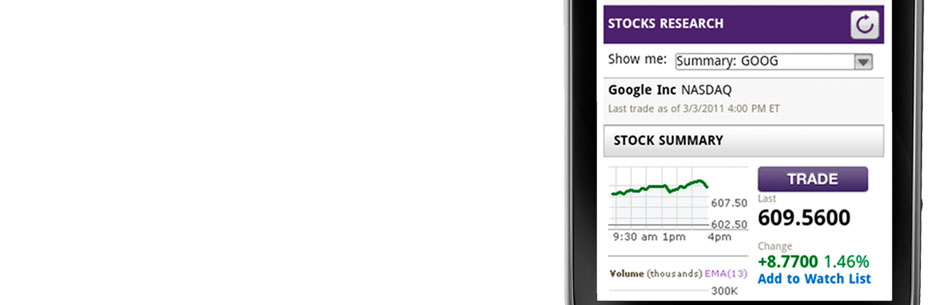 STOCKS RESEARCH
Show me: Summary: GOOG
Google Inc NASDAQ
Last trade as of 3/3/2011 4:00 PM ET
STOCK SUMMARY
TRADE
Last
607.50
609.5600
602.50
9:30 am 1pm 4pm
Change
+8.7700 1.46%
Volume (thousands) EMA(13)
Add to Watch List
300K